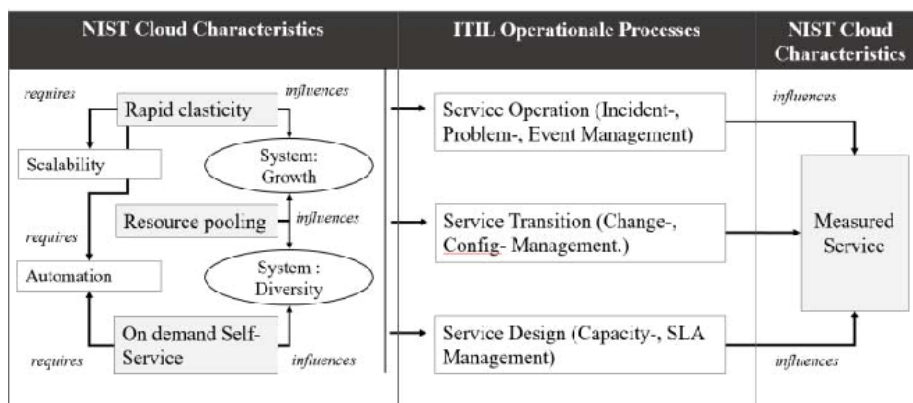 NIST Cloud Characteristics
ITIL Operationale Processes
NIST Cloud
Characteristics
requires
influences
Rapid clasticity
Scalability
System:
Growth
Resource pooling
influences
requires
Automation
System :
Diversity
On demand Self-
Service
requires
influences
Service Operation (Incident-,
Problem-, Event Management)
Service Transition (Change-,
Config- Management.)
Service Design (Capacity-, SLA
Management)
influences
Measured
Service
influences